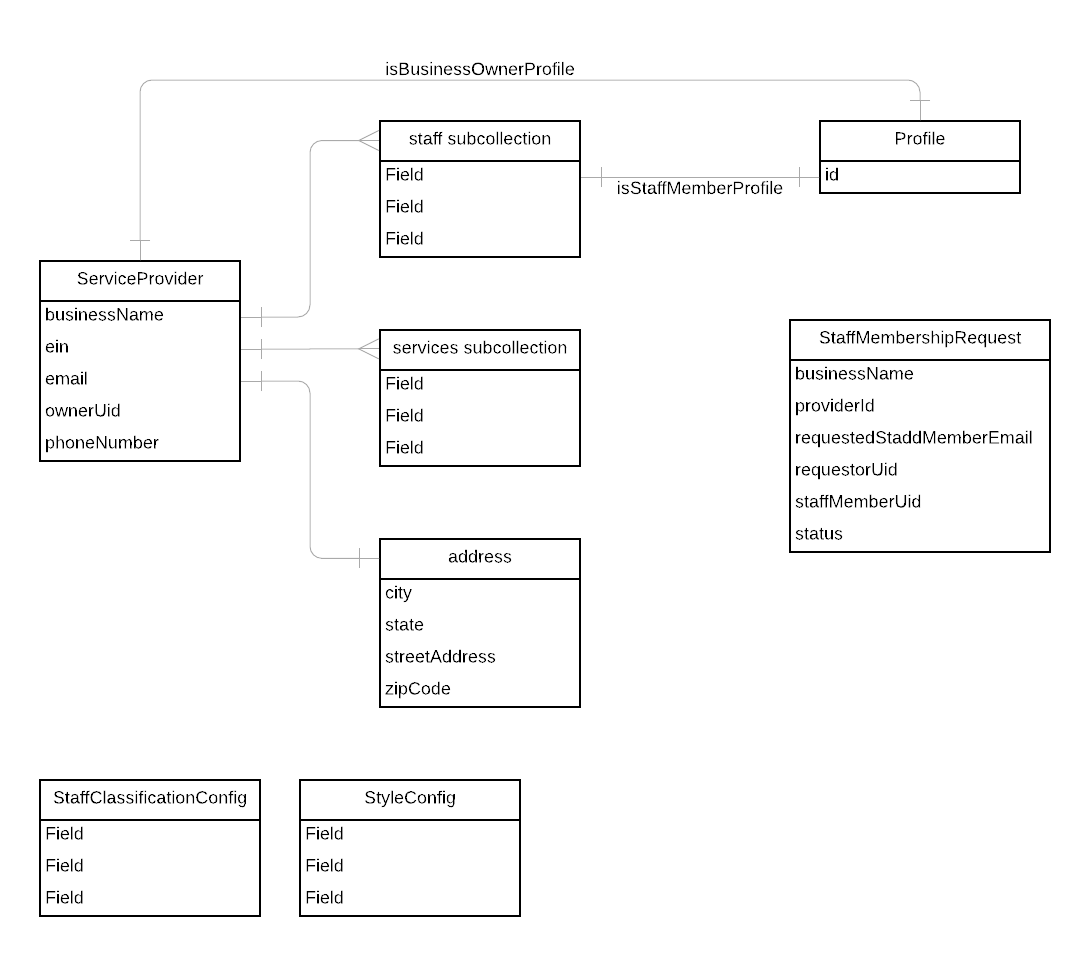 isBusinessOwnerProfile
staff subcollection
Field
Field
Field
isStaffMemberProfile
Profile
id
ServiceProvider
businessName
ein
email
ownerUid
phoneNumber
services subcollection
Field
Field
Field
StaffMembershipRequest
businessName
providerId
requestedStaddMemberEmail
requestorUid
staffMemberUid
status
address
city
state
streetAddress
zipCode
StaffClassificationConfig
Field
Field
Field
StyleConfig
Field
Field
Field